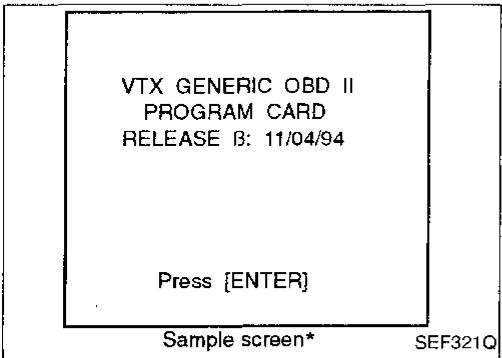 VTX GENERIC OBD II
PROGRAM CARD
RELEASE B: 11/04/94
Press [ENTER]
Sample screen*
SEF321Q